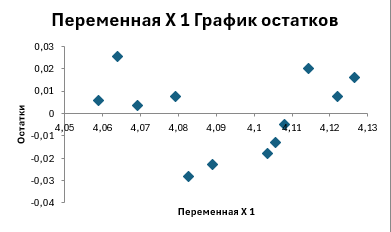 Переменная X 1 График остатков
0,03
0,02
0,01
0
-0,01
-0,02
-0,03
-0,04
4,05 4,06 4,07 4,08 4,09 4,1 4,11 4,12 4,13
Остатки
Переменная X 1